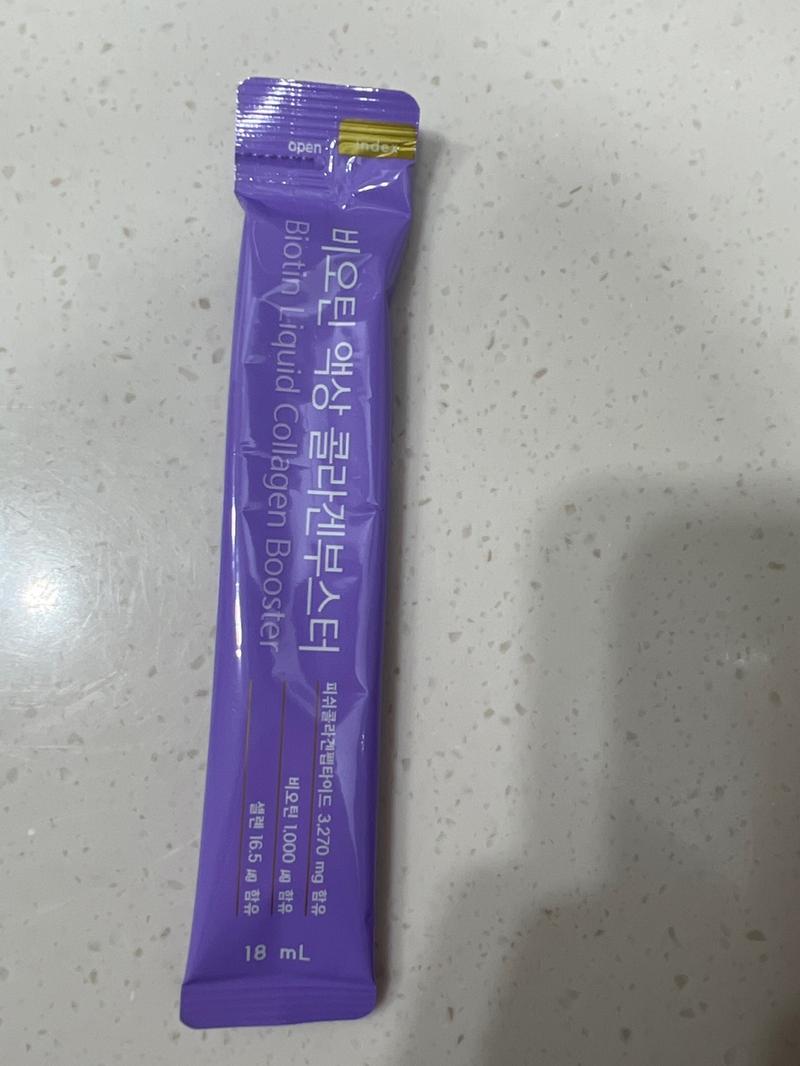 open
index
비오틴 액상 콜라겐부스터
Biotin Liquid Collagen Booster
피쉬콜라겐펩타이드 3,270 mg 함유
비오틴 1,000 ㎍ 함유
셀렌 16.5 ㎍ 함유
18 mL